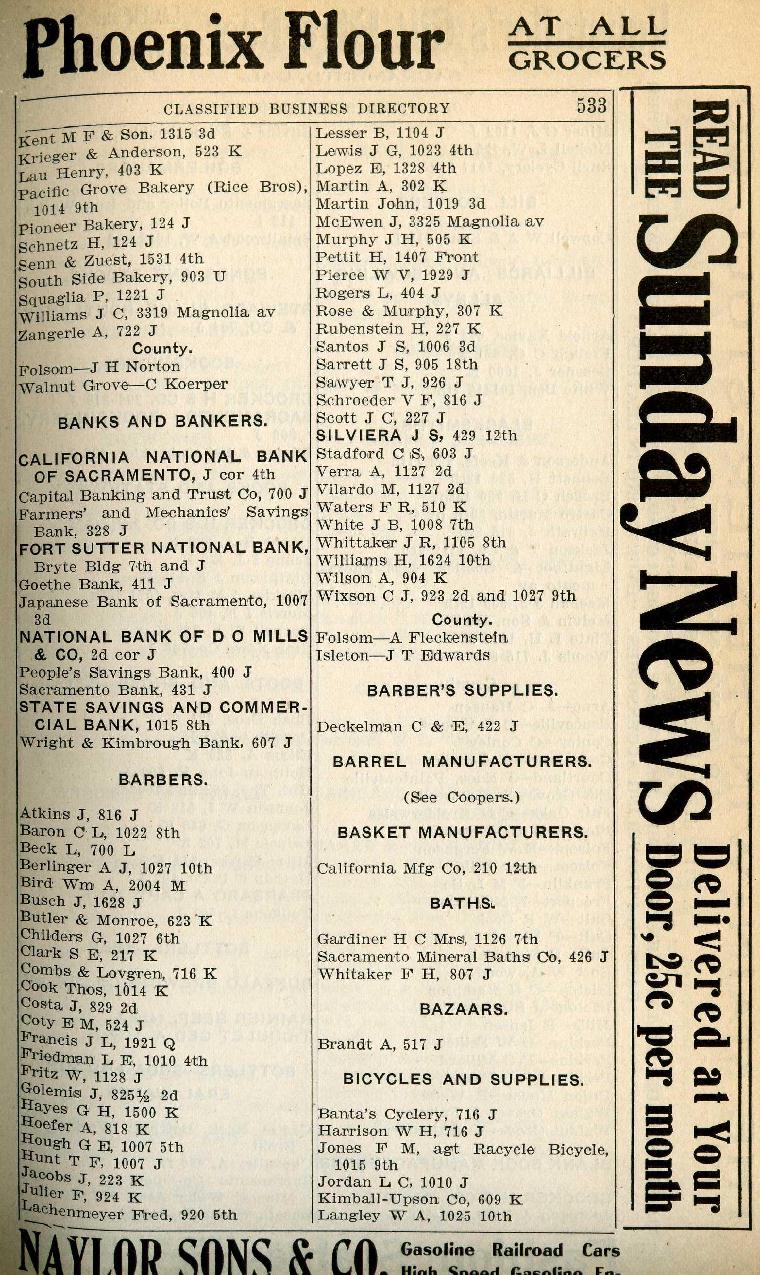 Phoenix Flour
AT ALL
GROCERS
CLASSIFIED BUSINESS DIRECTORY 533
Kent M F & Son, 1315 3d
Krieger & Anderson, 523 K
Lau Henry, 403 K
Pacific Grove Bakery (Rice Bros),
1014 9th
Pioneer Bakery, 124 J
Schnetz H, 124 J
Senn & Zuest, 1531 4th
South Side Bakery, 903 U
Squaglia P, 1221 J
Williams J C, 3319 Magnolia av
Zangerle A, 722 J
County.
Folsom—J H Norton
Walnut Grove—C Koerper
BANKS AND BANKERS.
CALIFORNIA NATIONAL BANK
OF SACRAMENTO, J cor 4th
Capital Banking and Trust Co, 700 J
Farmers' and Mechanics' Savings
Bank, 328 J
FORT SUTTER NATIONAL BANK,
Bryte Bldg 7th and J
Goethe Bank, 411 J
Japanese Bank of Sacramento, 1007
3d
NATIONAL BANK OF D O MILLS
& CO, 2d cor J
People's Savings Bank, 400 J
Sacramento Bank, 431 J
STATE SAVINGS AND COMMER-
CIAL BANK, 1015 8th
Wright & Kimbrough Bank, 607 J
BARBERS.
Atkins J, 816 J
Baron C L, 1022 8th
Beck L, 700 L
Berlinger A J, 1027 10th
Bird Wm A, 2004 M
Busch J, 1628 J
Butler & Monroe, 623 K
Childers G, 1027 6th
Clark S E, 217 K
Combs & Lovgren, 716 K
Cook Thos, 1014 K
Costa J, 829 2d
Coty E M, 524 J
Francis J L, 1921 Q
Friedman L E, 1010 4th
Fritz W, 1128 J
Golemis J, 825½ 2d
Hayes G H, 1500 K
Hoefer A, 818 K
Hough G E, 1007 5th
Hunt T F, 1007 J
Jacobs J, 223 K
Julier F, 924 K
Lachenmeyer Fred, 920 5th
Lesser B, 1104 J
Lewis J G, 1023 4th
Lopez E, 1328 4th
Martin A, 302 K
Martin John, 1019 3d
McEwen J, 3325 Magnolia av
Murphy J H, 505 K
Pettit H, 1407 Front
Pierce W V, 1929 J
Rogers L, 404 J
Rose & Murphy, 307 K
Rubenstein H, 227 K
Santos J S, 1006 3d
Sarrett J S, 905 18th
Sawyer T J, 926 J
Schroeder V F, 816 J
Scott J C, 227 J
SILVIERA J S, 429 12th
Stadford C S, 603 J
Verra A, 1127 2d
Vilardo M, 1127 2d
Waters F R, 510 K
White J B, 1008 7th
Whittaker J R, 1105 8th
Williams H, 1624 10th
Wilson A, 904 K
Wixson C J, 923 2d and 1027 9th
County.
Folsom—A Fleckenstein
Isleton—J T Edwards
BARBER'S SUPPLIES.
Deckelman C & E, 422 J
BARREL MANUFACTURERS.
(See Coopers.)
BASKET MANUFACTURERS.
California Mfg Co, 210 12th
BATHS.
Gardiner H C Mrs, 1126 7th
Sacramento Mineral Baths Co, 426 J
Whitaker F H, 807 J
BAZAARS.
Brandt A, 517 J
BICYCLES AND SUPPLIES.
Banta's Cyclery, 716 J
Harrison W H, 716 J
Jones F M, agt Racycle Bicycle,
1015 9th
Jordan L C, 1010 J
Kimball-Upson Co, 609 K
Langley W A, 1025 10th
READ
THE
Sunday News
Delivered at Your
Door, 25c per month
NAYLOR SONS & CO.
Gasoline Railroad Cars
High Speed Gasoline En-